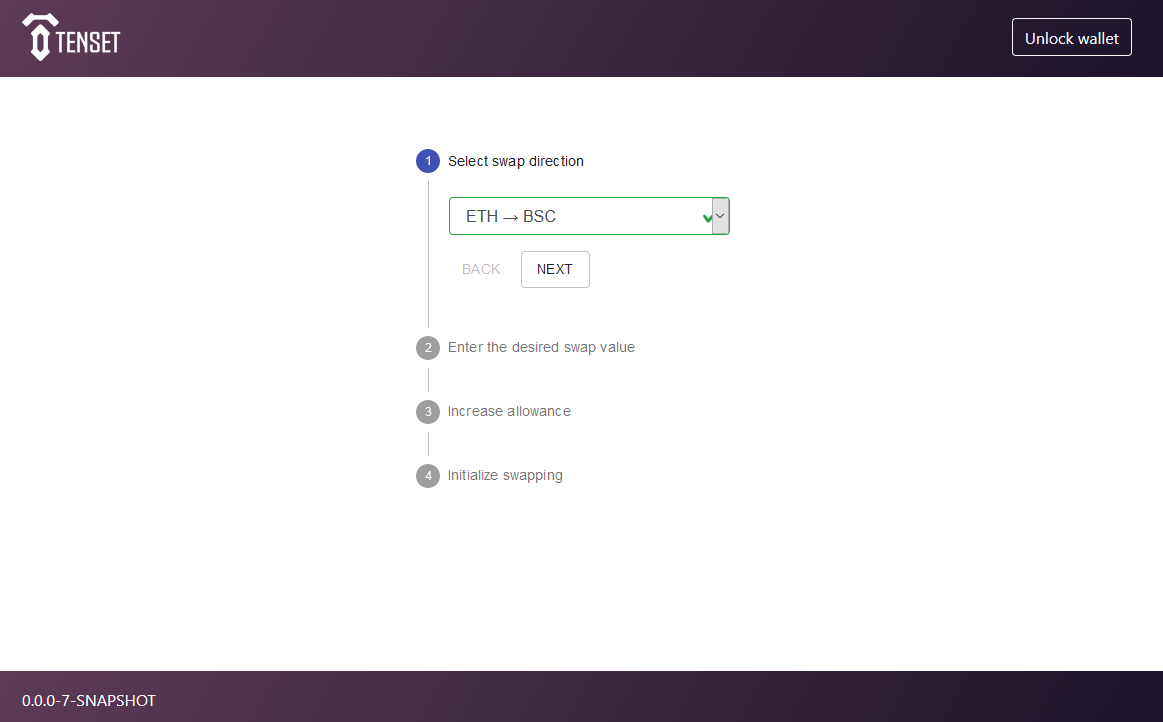 TENSET
Unlock wallet
1 Select swap direction
ETH → BSC
BACK NEXT
2 Enter the desired swap value
3 Increase allowance
4 Initialize swapping
0.0.0-7-SNAPSHOT